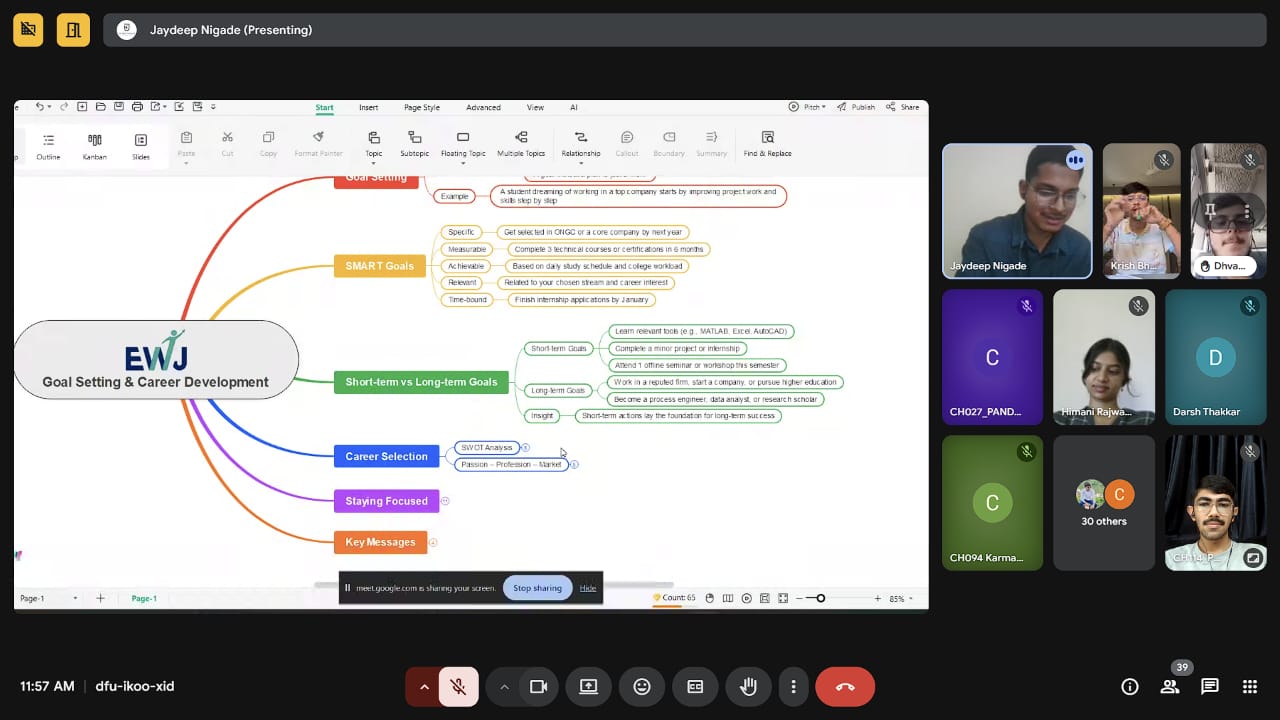 Jaydeep Nigade (Presenting)
Start
Insert
Page Style
Advanced
View
AI
Pitch
Publish
Share
Outline
Kanban
Slides
Paste
Cut
Copy
Format Painter
Topic
Subtopic
Floating Topic
Multiple Topics
Relationship
Callout
Boundary
Summary
Find & Replace
Goal Setting
Example
A student dreaming of working in a top company starts by improving project work and
skills step by step
SMART Goals
Specific
Get selected in ONGC or a core company by next year
Measurable
Complete 3 technical courses or certifications in 6 months
Achievable
Based on daily study schedule and college workload
Relevant
Related to your chosen stream and career interest
Time-bound
Finish internship applications by January
EWJ
Goal Setting & Career Development
Short-term vs Long-term Goals
Short-term Goals
Learn relevant tools (e.g., MATLAB, Excel, AutoCAD)
Complete a minor project or internship
Attend 1 offline seminar or workshop this semester
Long-term Goals
Work in a reputed firm, start a company, or pursue higher education
Become a process engineer, data analyst, or research scholar
Insight
Short-term actions lay the foundation for long-term success
Career Selection
SWOT Analysis
Passion – Profession – Market
Staying Focused
Key Messages
meet.google.com is sharing your screen.
Stop sharing
Hide
Page-1
Page-1
Count: 65
85%
Jaydeep Nigade
Krish Bh...
Dhva...
C
CH027_PAND...
Himani Rajwa...
D
Darsh Thakkar
C
CH094 Karma...
C
30 others
11:57 AM
dfu-ikoo-xid
39